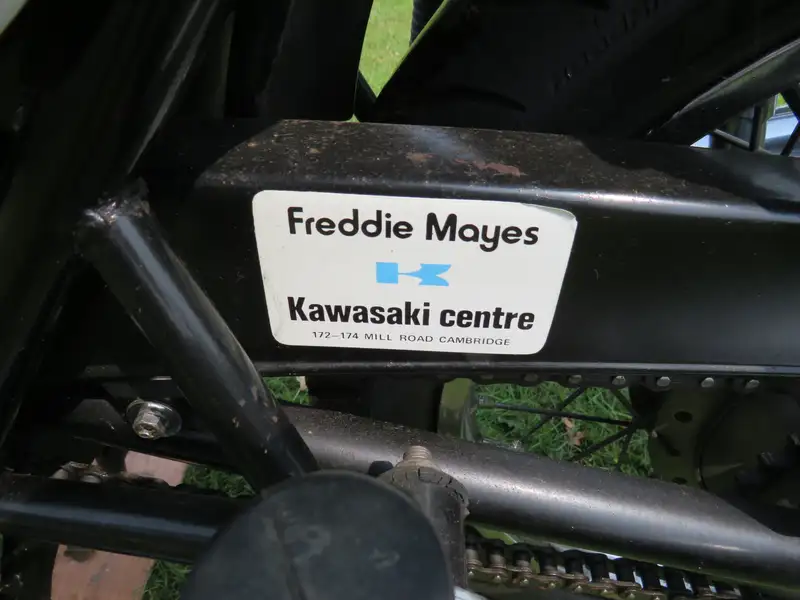 Freddie Mayes
Kawasaki centre
172–174 MILL ROAD CAMBRIDGE